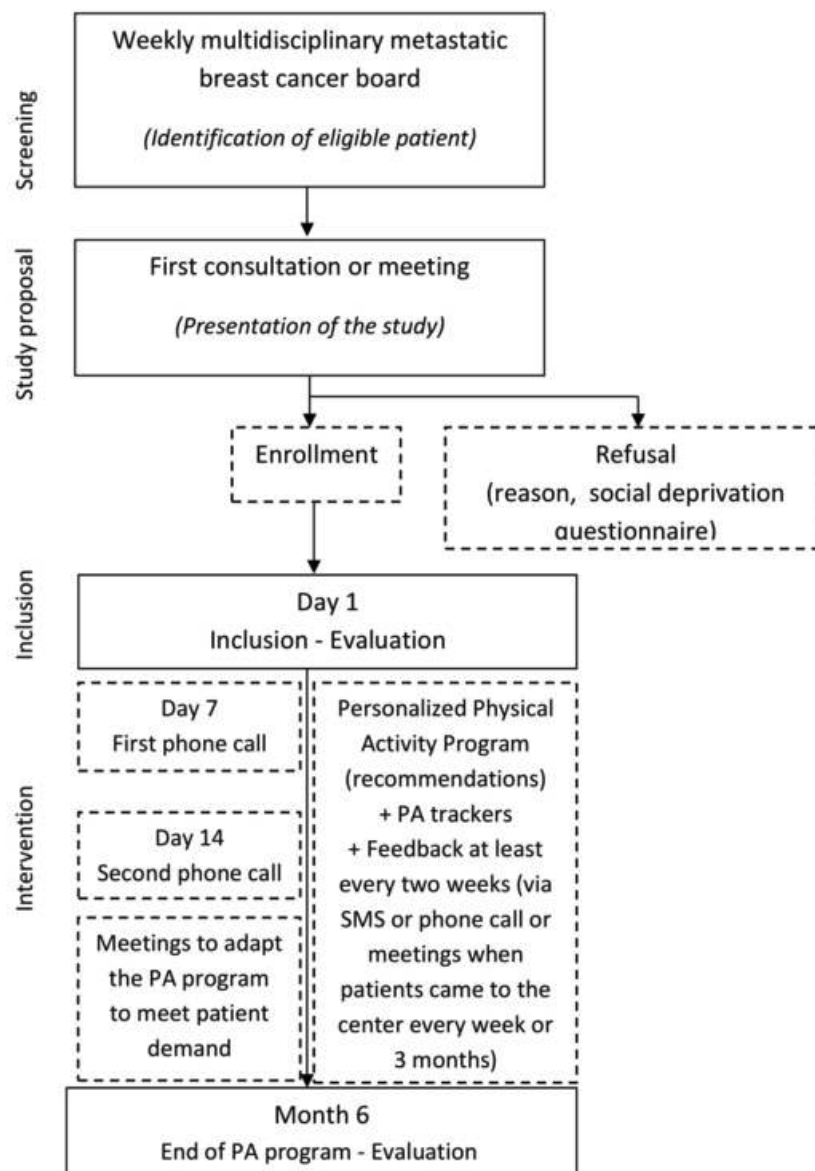 Screening
Weekly multidisciplinary metastatic
breast cancer board
(Identification of eligible patient)
Study proposal
First consultation or meeting
(Presentation of the study)
Enrollment
Refusal
(reason, social deprivation
questionnaire)
Inclusion
Day 1
Inclusion - Evaluation
Intervention
Day 7
First phone call
Day 14
Second phone call
Meetings to adapt
the PA program
to meet patient
demand
Personalized Physical
Activity Program
(recommendations)
+ PA trackers
+ Feedback at least
every two weeks (via
SMS or phone call or
meetings when
patients came to the
center every week or
3 months)
Month 6
End of PA program - Evaluation